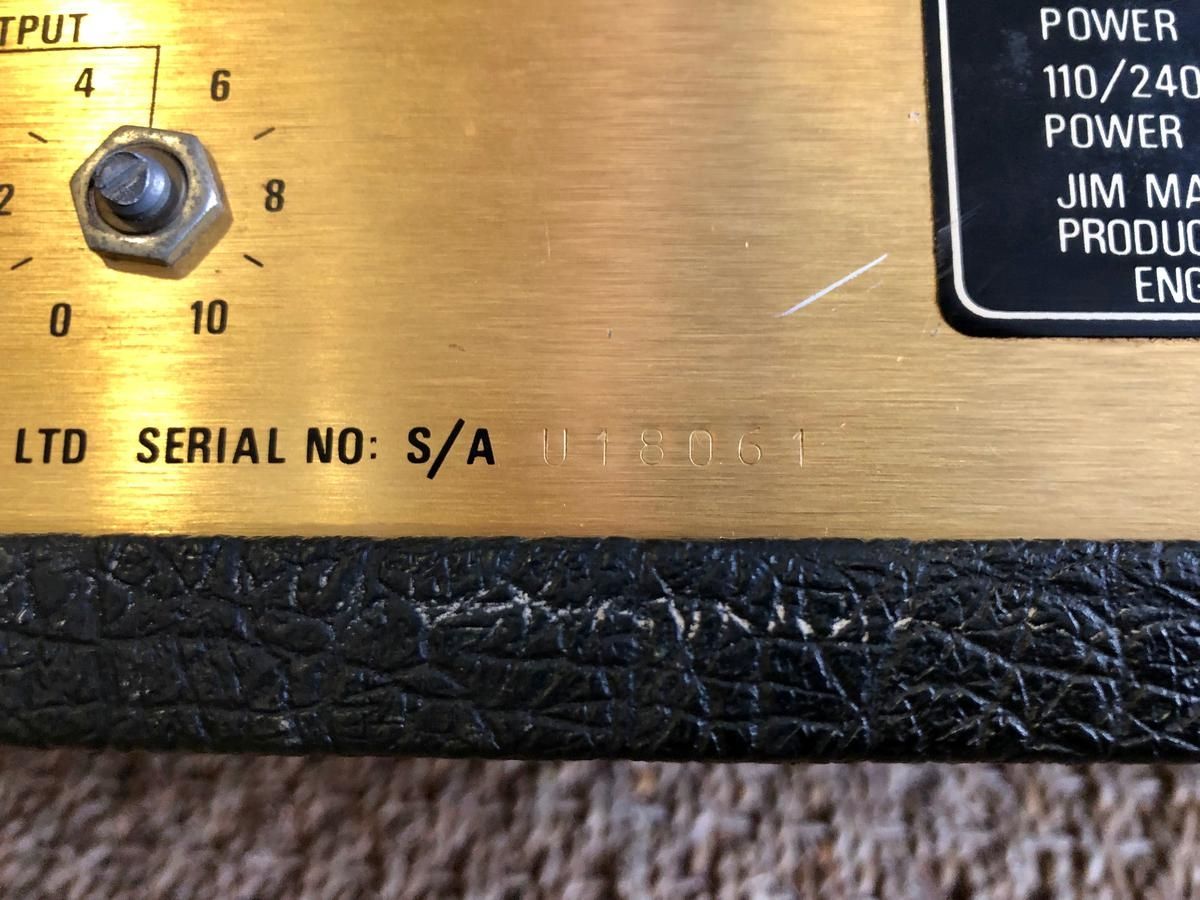 TPUT
4 6
2 8
0 10
LTD SERIAL NO: S/A U18061
POWER
110/240
POWER
JIM MA
PRODUC
ENG